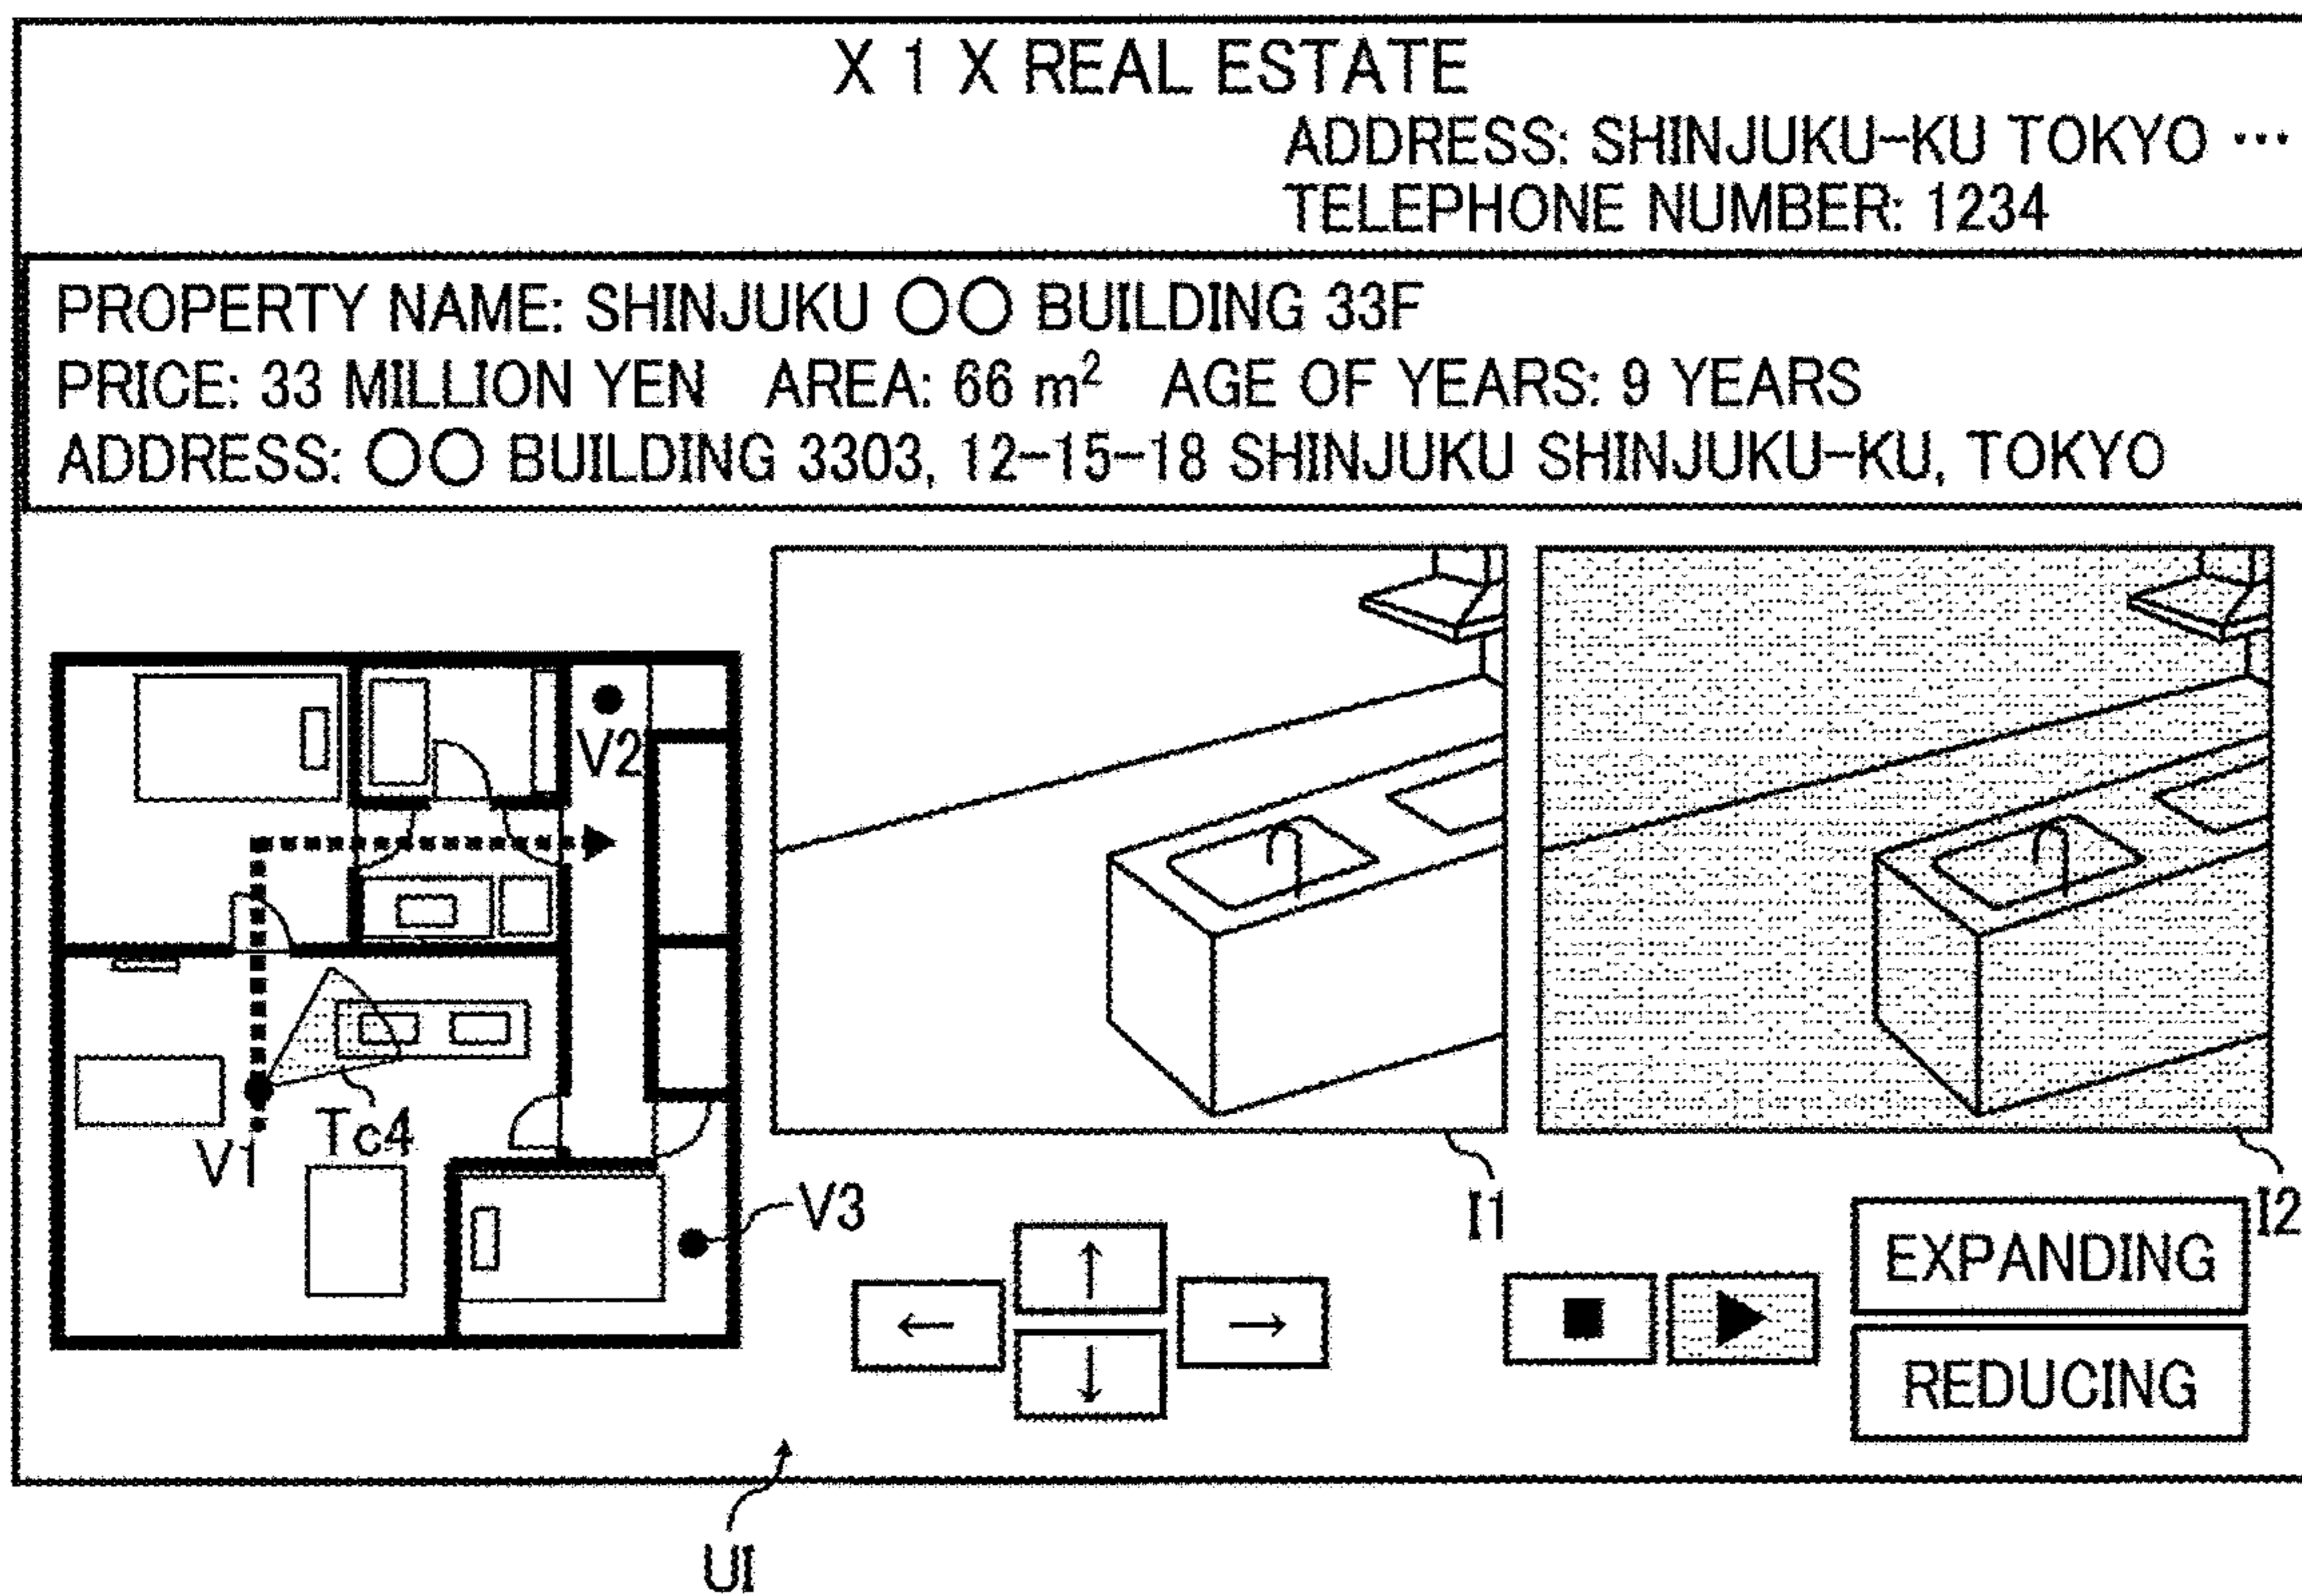 X 1 X REAL ESTATE
ADDRESS: SHINJUKU-KU TOKYO ···
TELEPHONE NUMBER: 1234
PROPERTY NAME: SHINJUKU ○○ BUILDING 33F
PRICE: 33 MILLION YEN AREA: 66 m² AGE OF YEARS: 9 YEARS
ADDRESS: ○○ BUILDING 3303, 12-15-18 SHINJUKU SHINJUKU-KU, TOKYO
V2
V1
Tc4
V3
I1
I2
↑
←
→
↓
■
▶
EXPANDING
REDUCING
UI